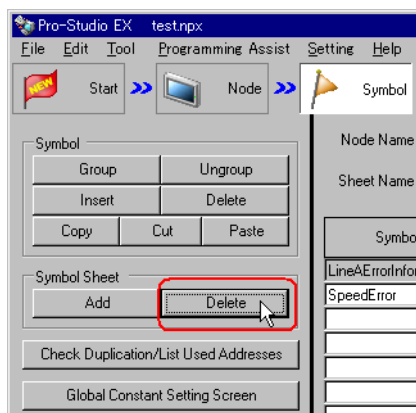 Pro-Studio EX test.npx
File Edit Tool Programming Assist Setting Help
NEW Start Node Symbol
Symbol
Group Ungroup
Insert Delete
Copy Cut Paste
Symbol Sheet
Add Delete
Check Duplication/List Used Addresses
Global Constant Setting Screen
Node Name
Sheet Name
Symbo
LineAErrorInfor
SpeedError